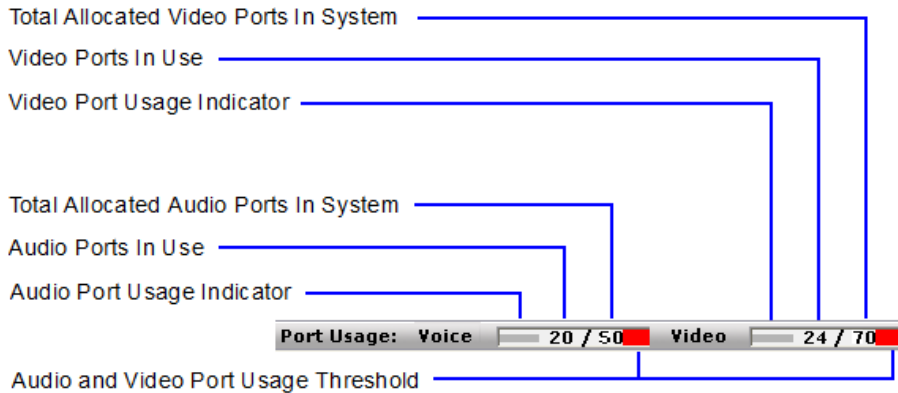 Total Allocated Video Ports In System
Video Ports In Use
Video Port Usage Indicator
Total Allocated Audio Ports In System
Audio Ports In Use
Audio Port Usage Indicator
Port Usage: Voice 20 / 50 Video 24 / 70
Audio and Video Port Usage Threshold